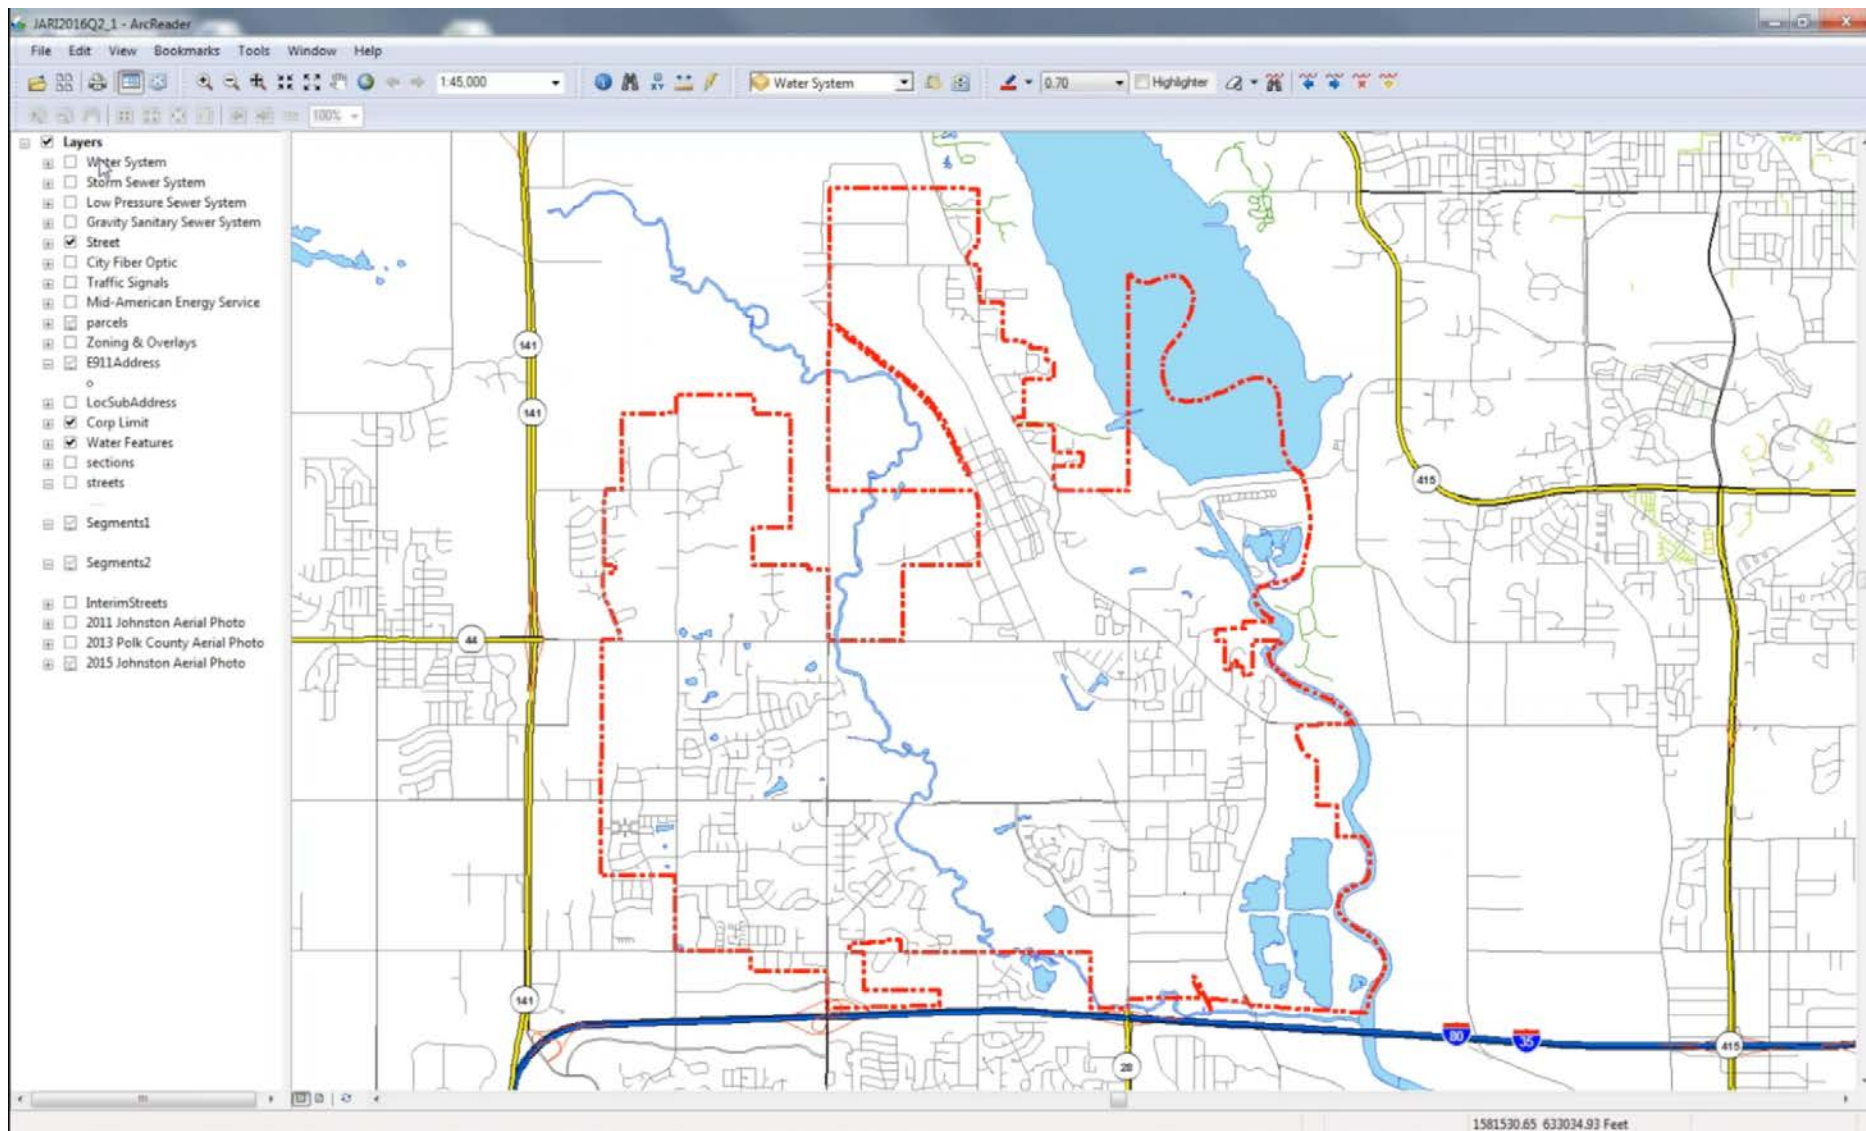 JARI2016Q2_1 - ArcReader
File Edit View Bookmarks Tools Window Help
1:45,000 XY Water System 0.70 Highlighter
100%
Layers
Water System
Storm Sewer System
Low Pressure Sewer System
Gravity Sanitary Sewer System
Street
City Fiber Optic
Traffic Signals
Mid-American Energy Service
parcels
Zoning & Overlays
E911Address
LocSubAddress
Corp Limit
Water Features
sections
streets
Segments1
Segments2
InterimStreets
2011 Johnston Aerial Photo
2013 Polk County Aerial Photo
2015 Johnston Aerial Photo
141
141
415
44
141
80 35 415
28
1581530.65 633034.93 Feet